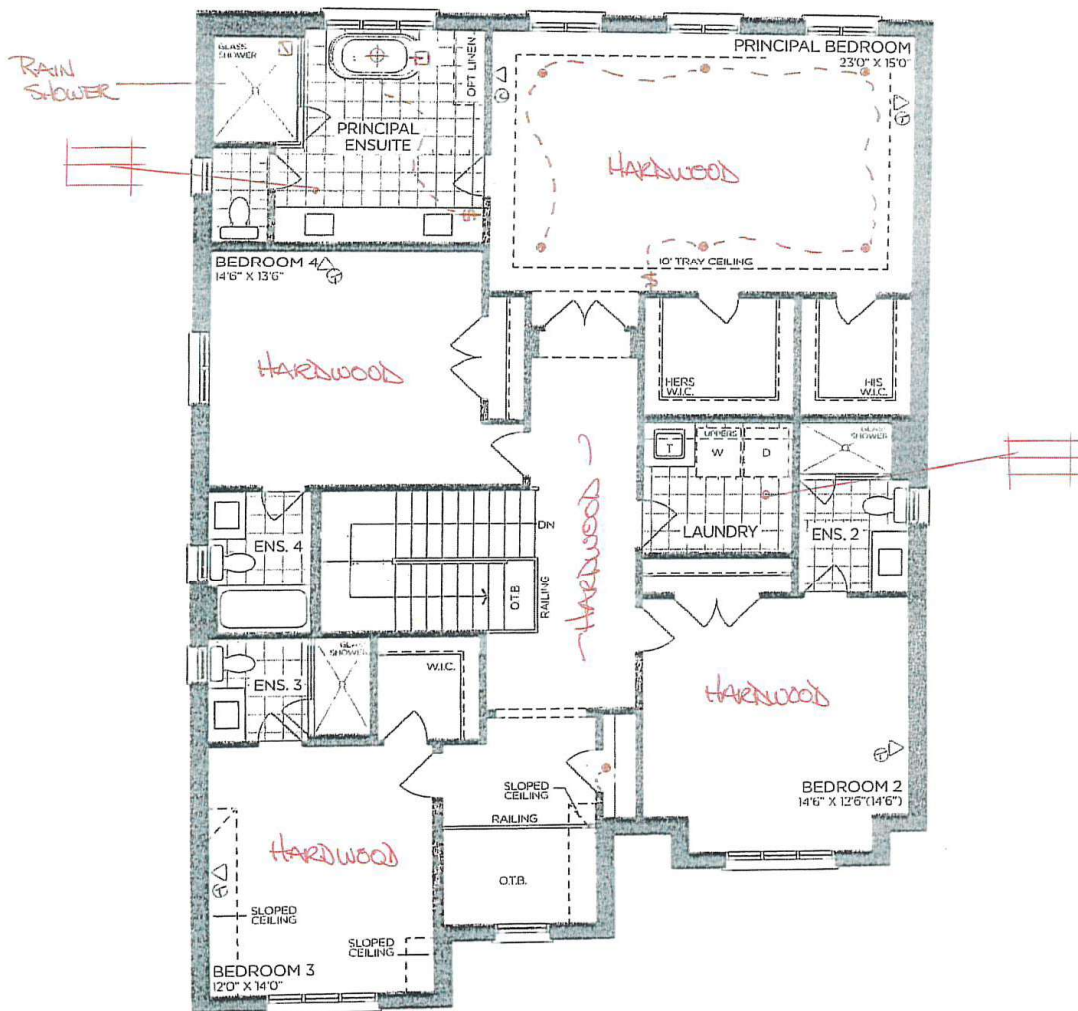 RAIN
SHOWER
GLASS
SHOWER
OPT LINEN
PRINCIPAL
ENSUITE
PRINCIPAL BEDROOM
23'0" X 15'0"
HARDWOOD
10' TRAY CEILING
BEDROOM 4
14'6" X 13'6"
HARDWOOD
HERS
W.I.C.
HIS
W.I.C.
T
UPPERS
W
D
GLASS
SHOWER
LAUNDRY
ENS. 2
HARDWOOD
DN
O.T.B.
RAILING
ENS. 4
GLASS
SHOWER
ENS. 3
W.I.C.
HARDWOOD
BEDROOM 2
14'6" X 12'6"(14'6")
SLOPED
CEILING
RAILING
O.T.B.
HARDWOOD
SLOPED
CEILING
SLOPED
CEILING
BEDROOM 3
12'0" X 14'0"